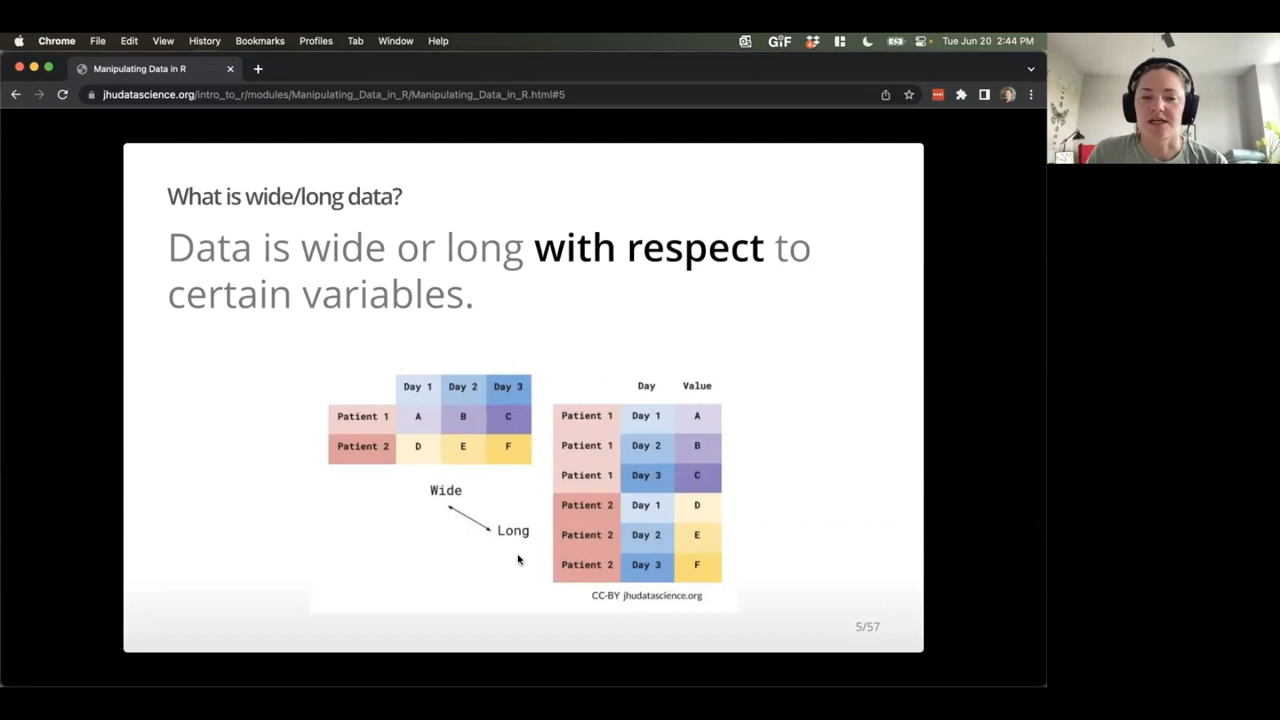 Chrome File Edit View History Bookmarks Profiles Tab Window Help GIF Tue Jun 20 2:44 PM
Manipulating Data in R
jhudatascience.org/intro_to_r/modules/Manipulating_Data_in_R/Manipulating_Data_in_R.html#5
What is wide/long data?
Data is wide or long with respect to
certain variables.
Day 1 Day 2 Day 3
Patient 1 A B C
Patient 2 D E F
Wide
Long
Day Value
Patient 1 Day 1 A
Patient 1 Day 2 B
Patient 1 Day 3 C
Patient 2 Day 1 D
Patient 2 Day 2 E
Patient 2 Day 3 F
CC-BY jhudatascience.org
5/57